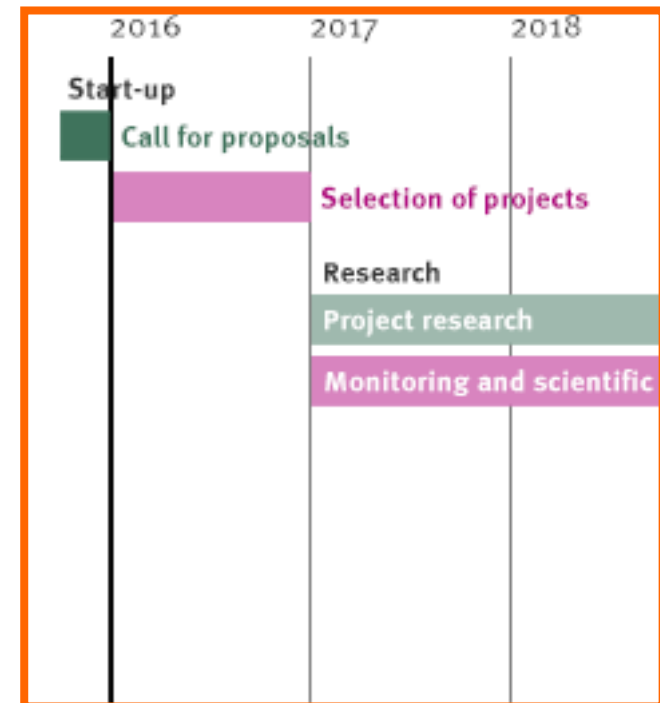 2016 2017 2018
Start-up
Call for proposals
Selection of projects
Research
Project research
Monitoring and scientific